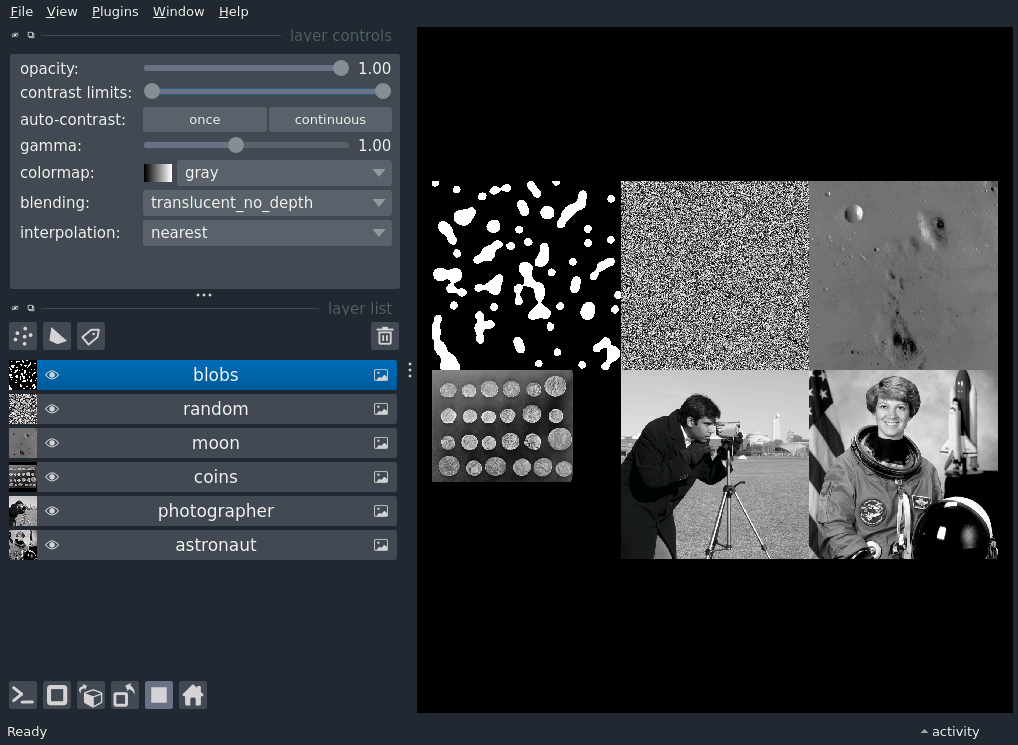 File View Plugins Window Help
layer controls
opacity: 1.00
contrast limits:
auto-contrast: once continuous
gamma: 1.00
colormap: gray
blending: translucent_no_depth
interpolation: nearest
layer list
blobs
random
moon
coins
photographer
astronaut
Ready
activity